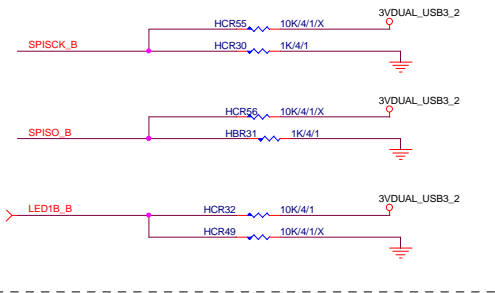 3VDUAL_USB3_2
HCR55 10K/4/1/X
SPISCK_B HCR30 1K/4/1
3VDUAL_USB3_2
HCR56 10K/4/1/X
SPISO_B HBR31 1K/4/1
3VDUAL_USB3_2
LED1B_B HCR32 10K/4/1
HCR49 10K/4/1/X